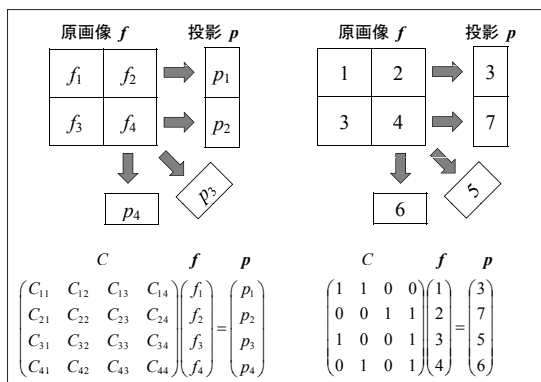 原画像 f 投影 p
f₁ f₂ p₁
f₃ f₄ p₂
p₃
p₄
C f p
C₁₁ C₁₂ C₁₃ C₁₄ f₁ p₁
C₂₁ C₂₂ C₂₃ C₂₄ f₂ = p₂
C₃₁ C₃₂ C₃₃ C₃₄ f₃ p₃
C₄₁ C₄₂ C₄₃ C₄₄ f₄ p₄
原画像 f 投影 p
1 2 3
3 4 7
5
6
C f p
1 1 0 0 1 3
0 0 1 1 2 = 7
1 0 0 1 3 5
0 1 0 1 4 6